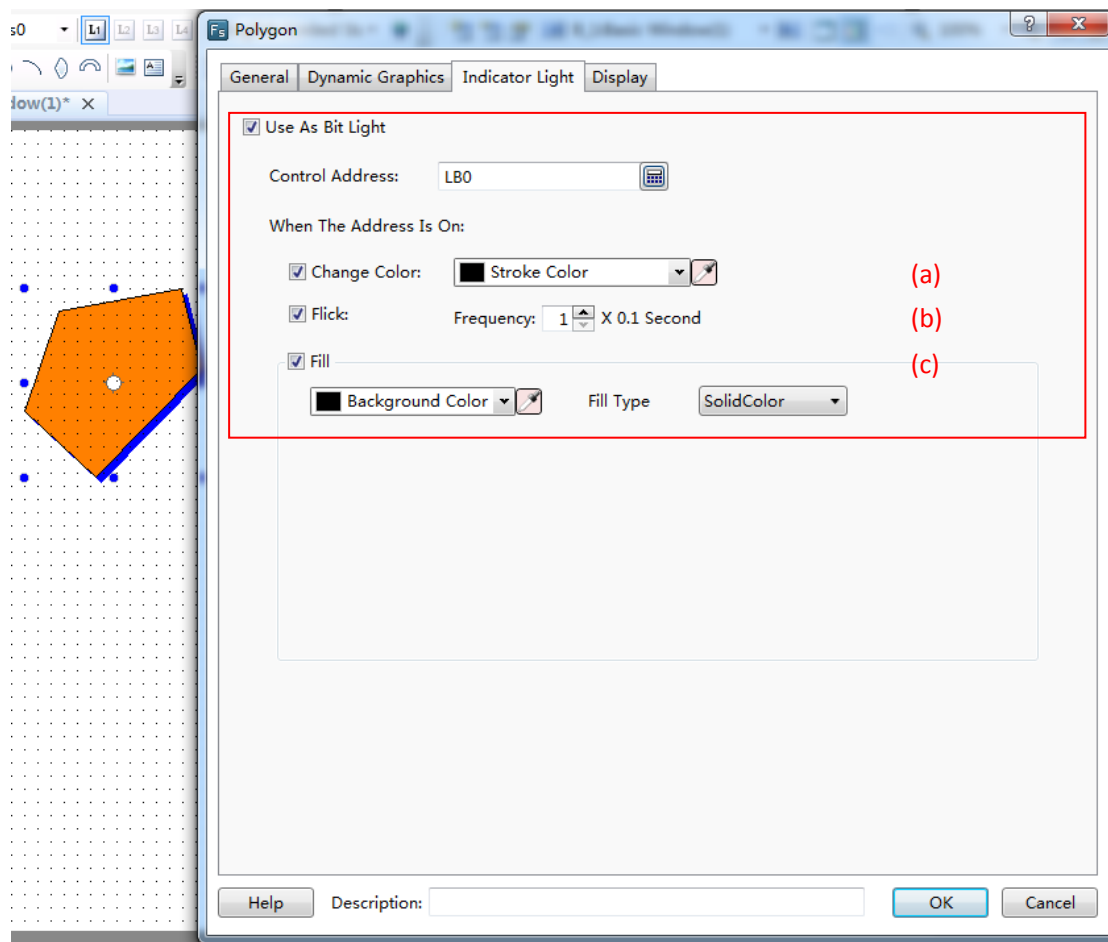 s0 L1 L2 L3 L4
Fs Polygon
dow(1)* X
General Dynamic Graphics Indicator Light Display
Use As Bit Light
Control Address: LB0
When The Address Is On:
Change Color: Stroke Color (a)
Flick: Frequency: 1 X 0.1 Second (b)
Fill (c)
Background Color Fill Type SolidColor
Help Description: OK Cancel